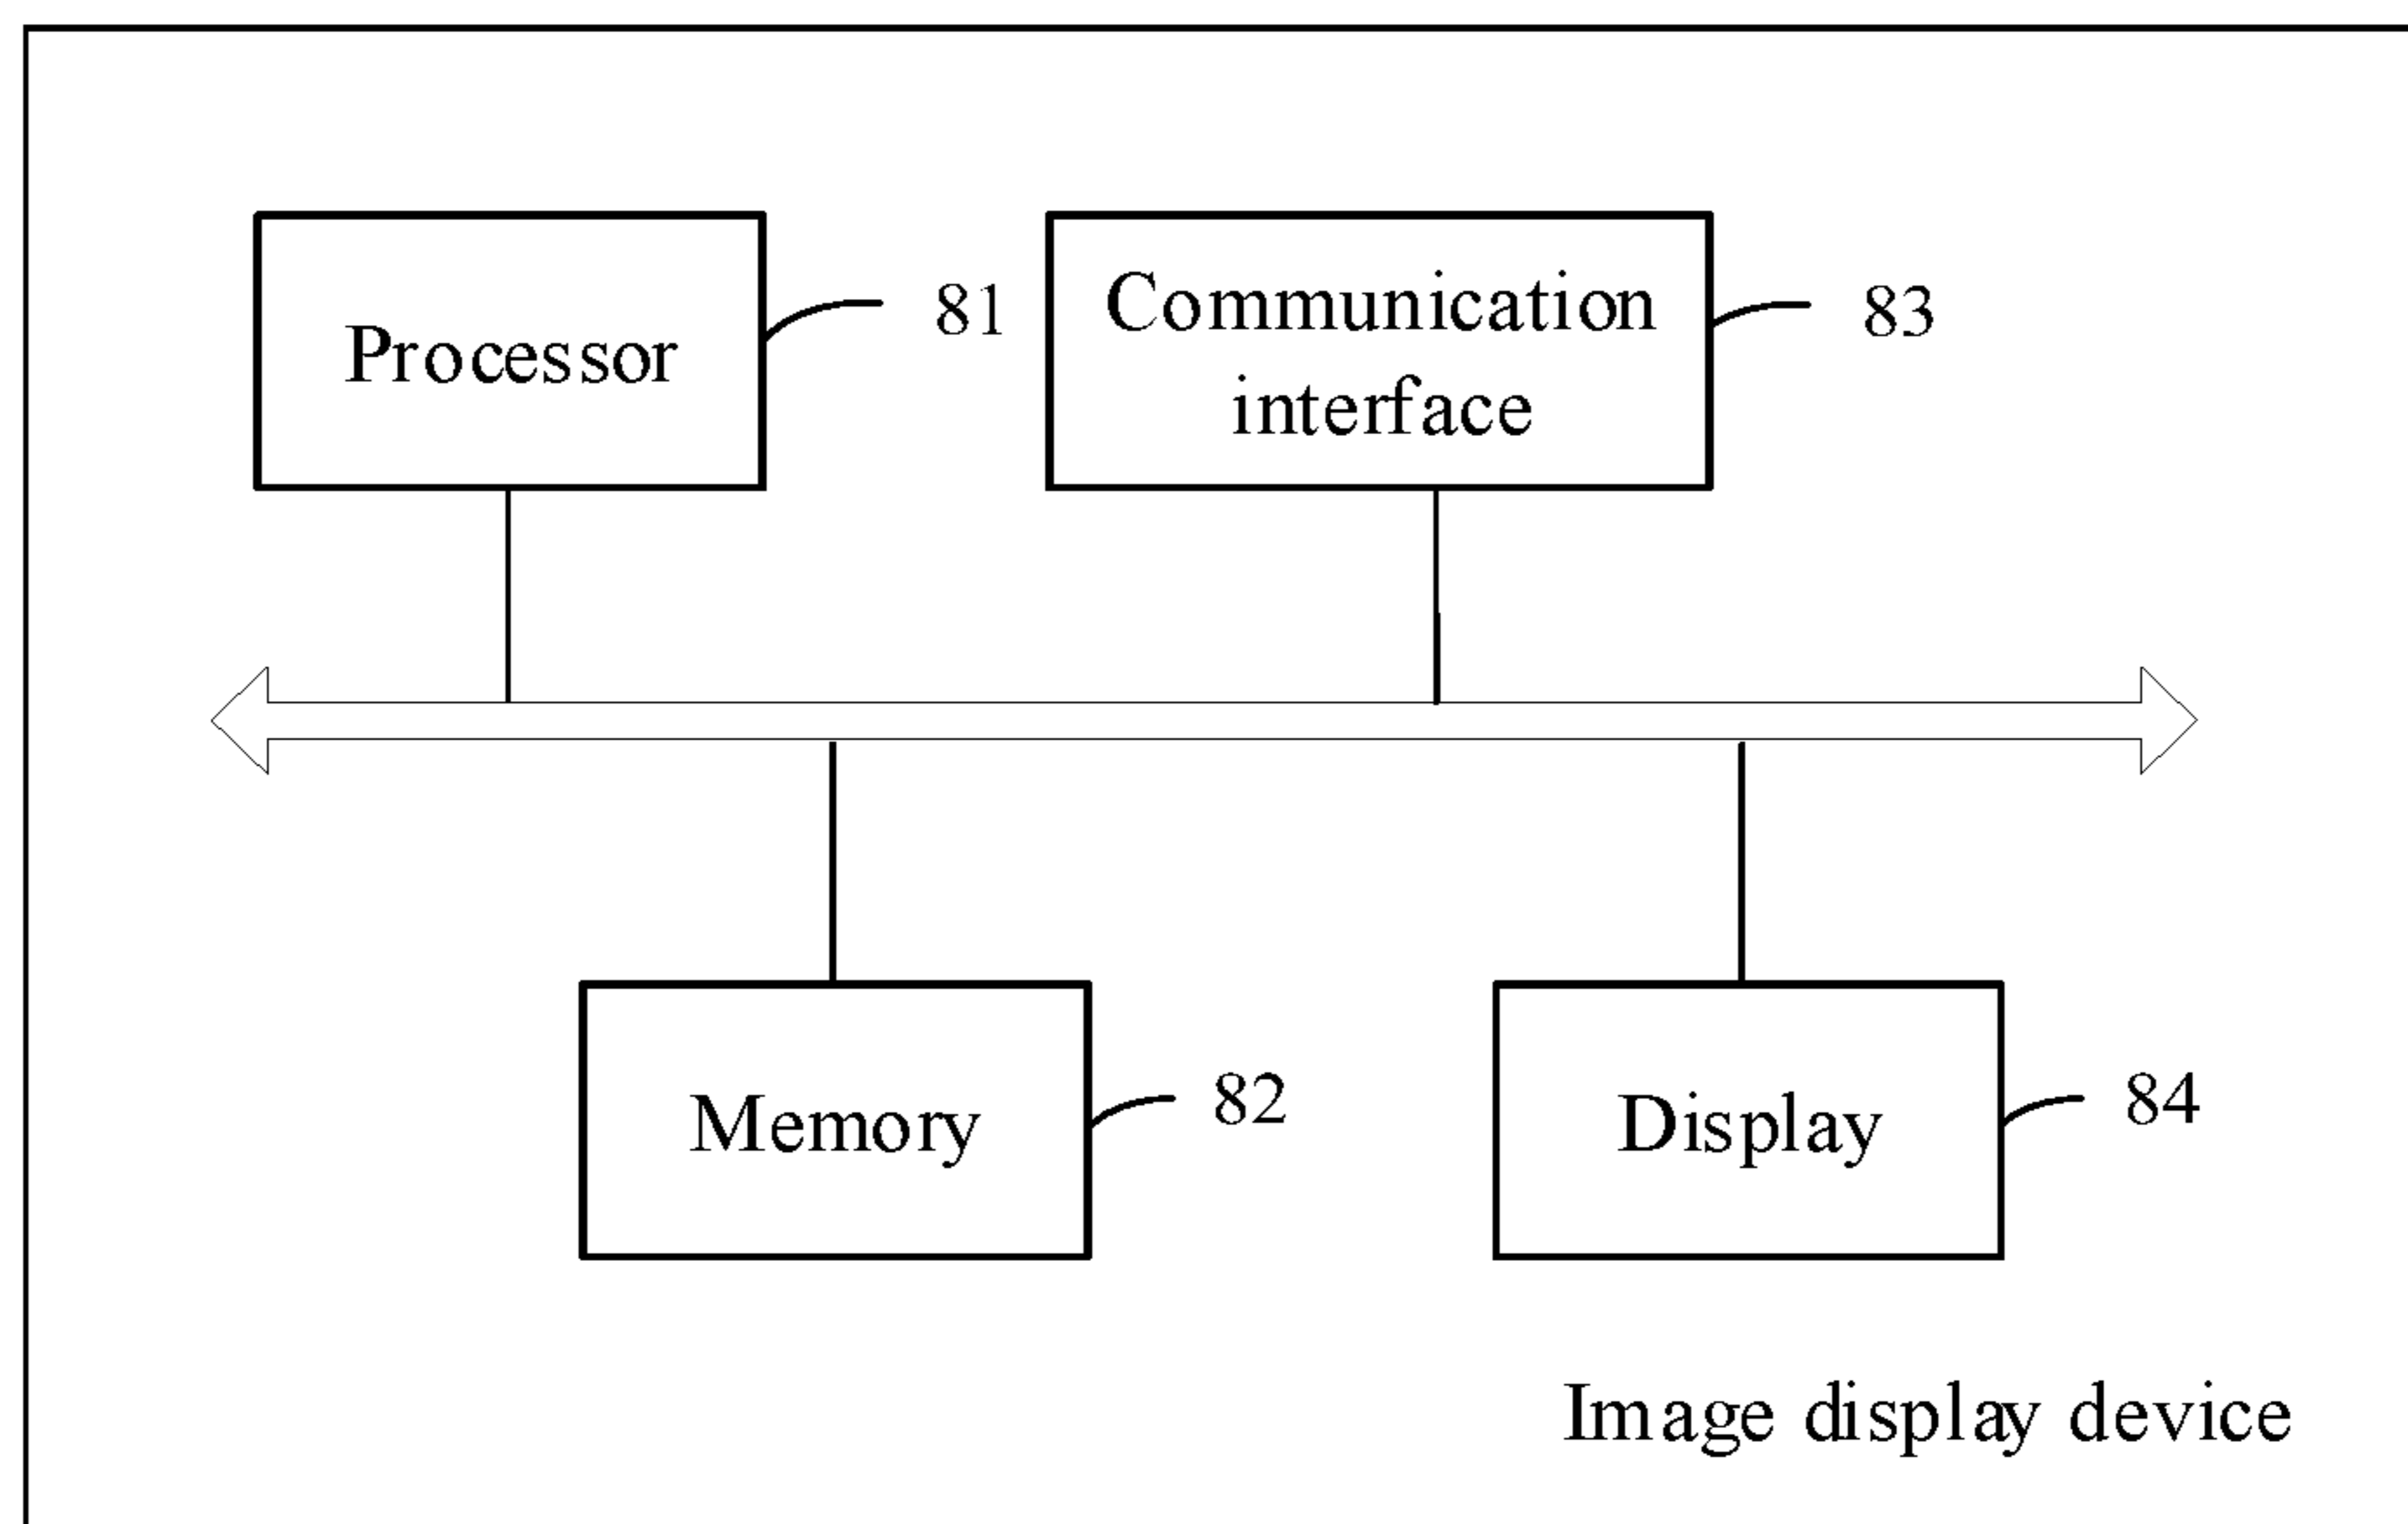 Processor
81
Communication
interface
83
Memory
82
Display
84
Image display device